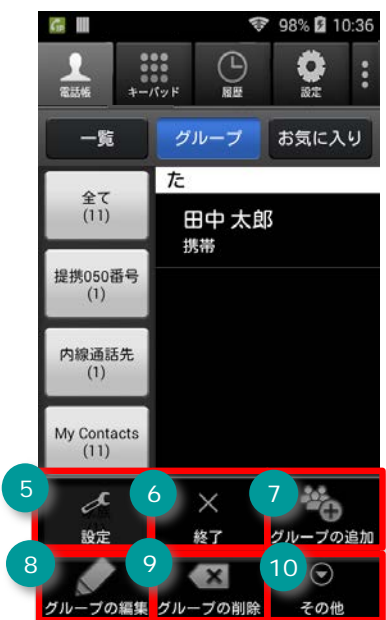 98% 10:36
電話帳 キーパッド 履歴 設定
一覧 グループ お気に入り
全て
(11)
た
田中 太郎
携帯
提携050番号
(1)
内線通話先
(1)
My Contacts
(11)
5 6 7
設定 終了 グループの追加
8 9 10
グループの編集 グループの削除 その他